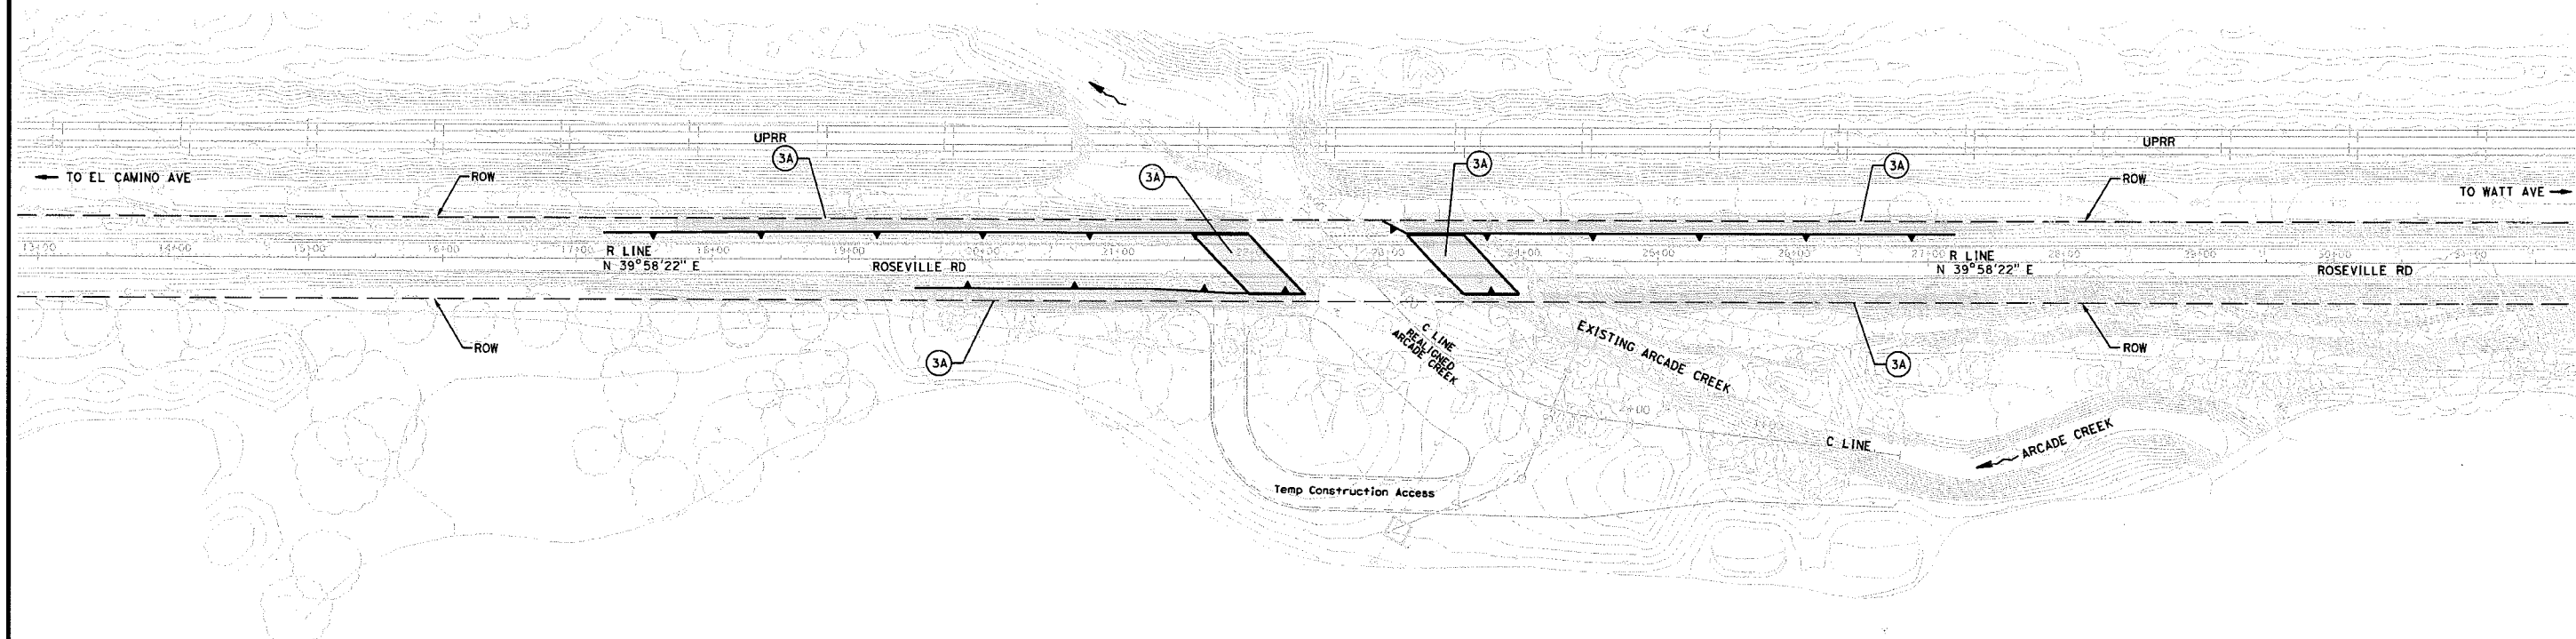 UPRR
3A
UPRR
3A
3A
3A
TO EL CAMINO AVE
ROW
ROW
TO WATT AVE
13+00
14+00
15+00
16+00
17+00
18+00
19+00
20+00
21+00
25+00
26+00
27+00
28+00
29+00
30+00
R LINE
N 39°58'22" E
ROSEVILLE RD
R LINE
N 39°58'22" E
ROSEVILLE RD
ROW
3A
C LINE
REALIGNED
ARCADE CREEK
EXISTING ARCADE CREEK
3A
ROW
2+00
C LINE
ARCADE CREEK
Temp Construction Access